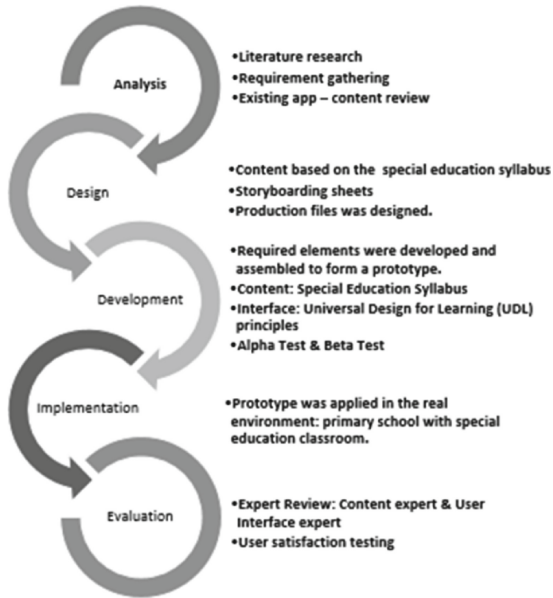 Analysis
•Literature research
•Requirement gathering
•Existing app – content review
Design
•Content based on the special education syllabus
•Storyboarding sheets
•Production files was designed.
Development
•Required elements were developed and
assembled to form a prototype.
•Content: Special Education Syllabus
•Interface: Universal Design for Learning (UDL)
principles
•Alpha Test & Beta Test
Implementation
•Prototype was applied in the real
environment: primary school with special
education classroom.
Evaluation
•Expert Review: Content expert & User
Interface expert
•User satisfaction testing